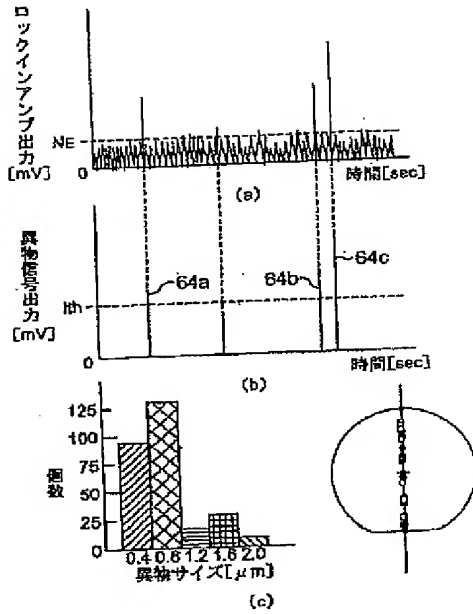 ロックインアンプ出力
[mV]
NE
0
時間[sec]
(a)
異物信号出力
[mV]
Ith
0
64a
64b
64c
時間[sec]
(b)
個数
125
100
75
50
25
0
0.4 0.8 1.2 1.6 2.0
異物サイズ[μm]
(c)